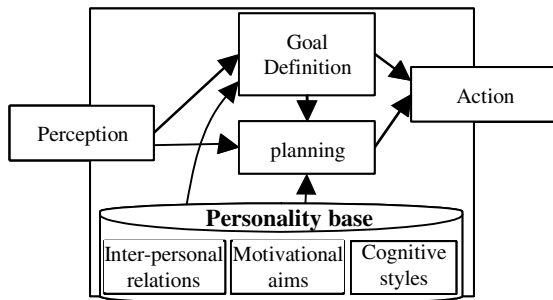 Goal
Definition
Perception
Action
planning
Personality base
Inter-personal
relations
Motivational
aims
Cognitive
styles